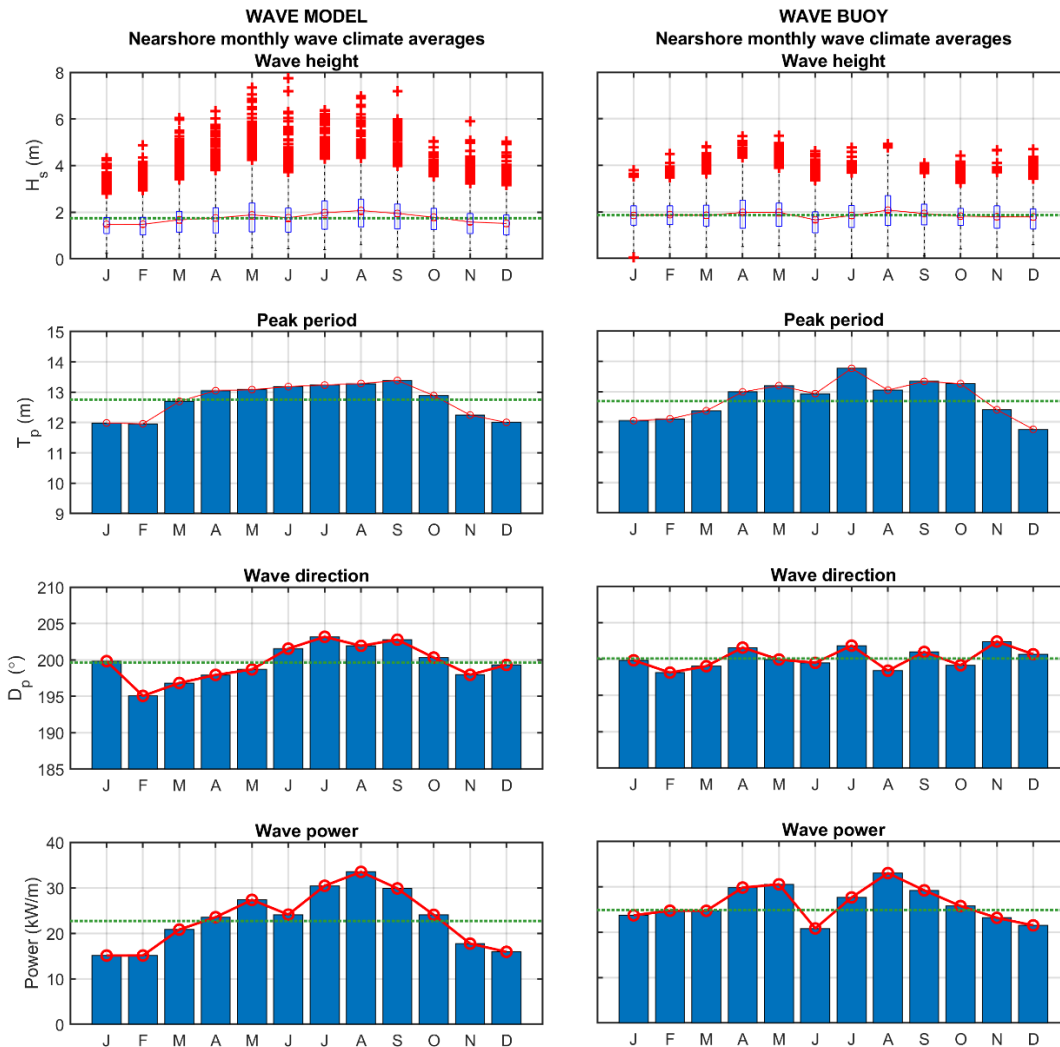 WAVE MODEL
Nearshore monthly wave climate averages
Wave height
8
6
4
2
0
H_s (m)
J F M A M J J A S O N D
WAVE BUOY
Nearshore monthly wave climate averages
Wave height
J F M A M J J A S O N D
Peak period
15
14
13
12
11
10
9
T_p (m)
J F M A M J J A S O N D
Peak period
J F M A M J J A S O N D
Wave direction
210
205
200
195
190
185
D_p (°)
J F M A M J J A S O N D
Wave direction
J F M A M J J A S O N D
Wave power
40
30
20
10
0
Power (kW/m)
J F M A M J J A S O N D
Wave power
J F M A M J J A S O N D